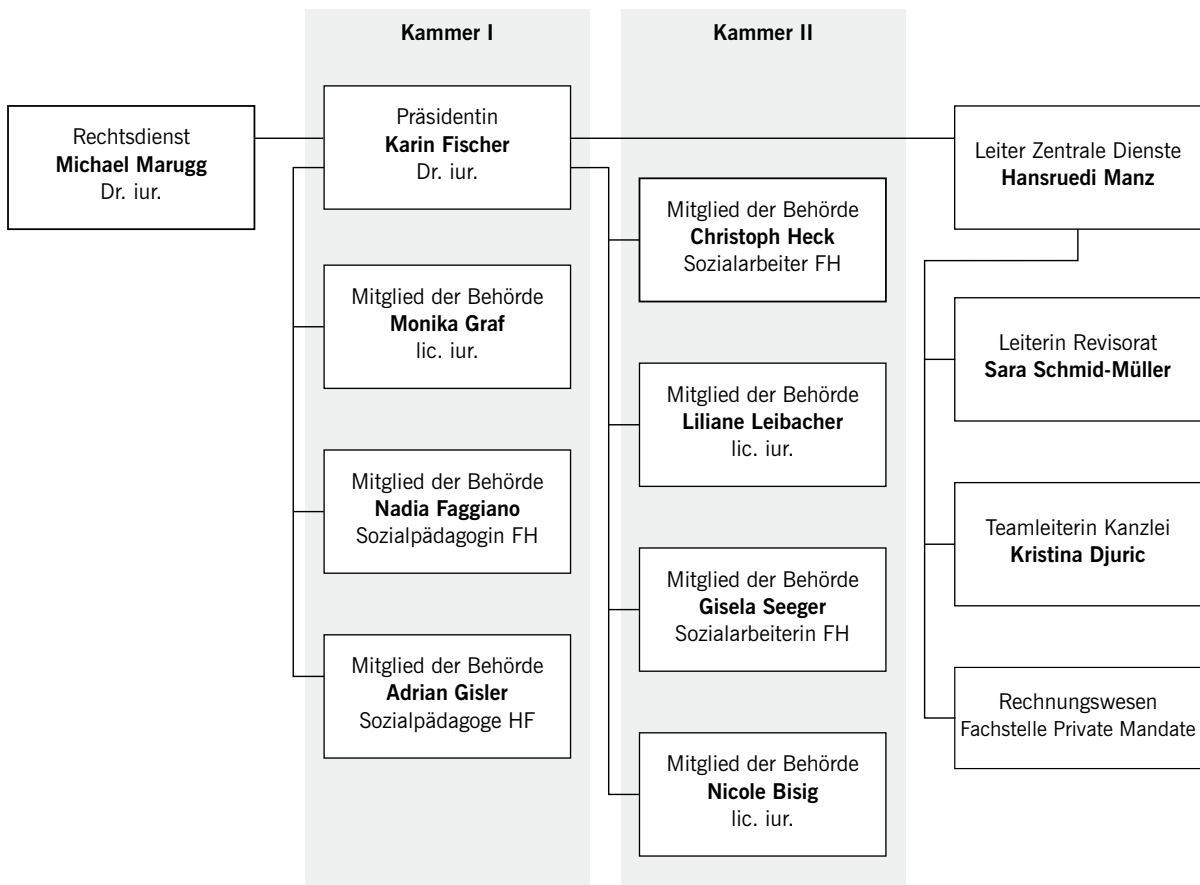 Kammer I
Kammer II
Rechtsdienst
Michael Marugg
Dr. iur.
Präsidentin
Karin Fischer
Dr. iur.
Leiter Zentrale Dienste
Hansruedi Manz
Mitglied der Behörde
Monika Graf
lic. iur.
Mitglied der Behörde
Nadia Faggiano
Sozialpädagogin FH
Mitglied der Behörde
Adrian Gisler
Sozialpädagoge HF
Mitglied der Behörde
Christoph Heck
Sozialarbeiter FH
Mitglied der Behörde
Liliane Leibacher
lic. iur.
Mitglied der Behörde
Gisela Seeger
Sozialarbeiterin FH
Mitglied der Behörde
Nicole Bisig
lic. iur.
Leiterin Revisorat
Sara Schmid-Müller
Teamleiterin Kanzlei
Kristina Djuric
Rechnungswesen
Fachstelle Private Mandate